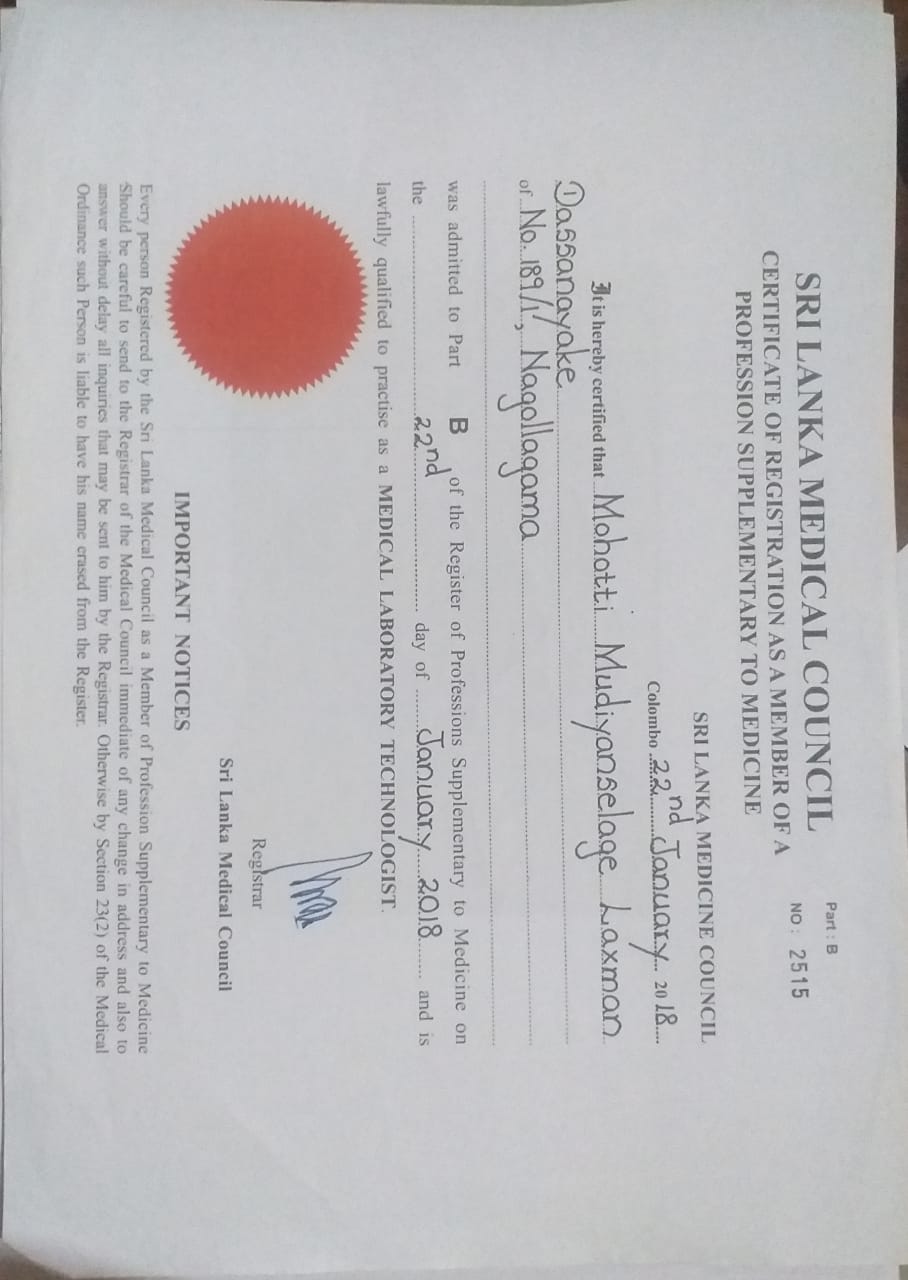 SRI LANKA MEDICAL COUNCIL
Part : B
CERTIFICATE OF REGISTRATION AS A MEMBER OF A
NO : 2515
PROFESSION SUPPLEMENTARY TO MEDICINE
SRI LANKA MEDICINE COUNCIL
Colombo 22nd January 2018
It is hereby certified that Mohotti Mudiyanselage Laxman
Dassanayake
of No. 189/1, Nagollagama
was admitted to Part B of the Register of Professions Supplementary to Medicine on
the 22nd day of January 2018 and is
lawfully qualified to practise as a MEDICAL LABORATORY TECHNOLOGIST.
Registrar
Sri Lanka Medical Council
IMPORTANT NOTICES
Every person Registered by the Sri Lanka Medical Council as a Member of Profession Supplementary to Medicine
Should be careful to send to the Registrar of the Medical Council immediate of any change in address and also to
answer without delay all inquiries that may be sent to him by the Registrar. Otherwise by Section 23(2) of the Medical
Ordinance such Person is liable to have his name erased from the Register.